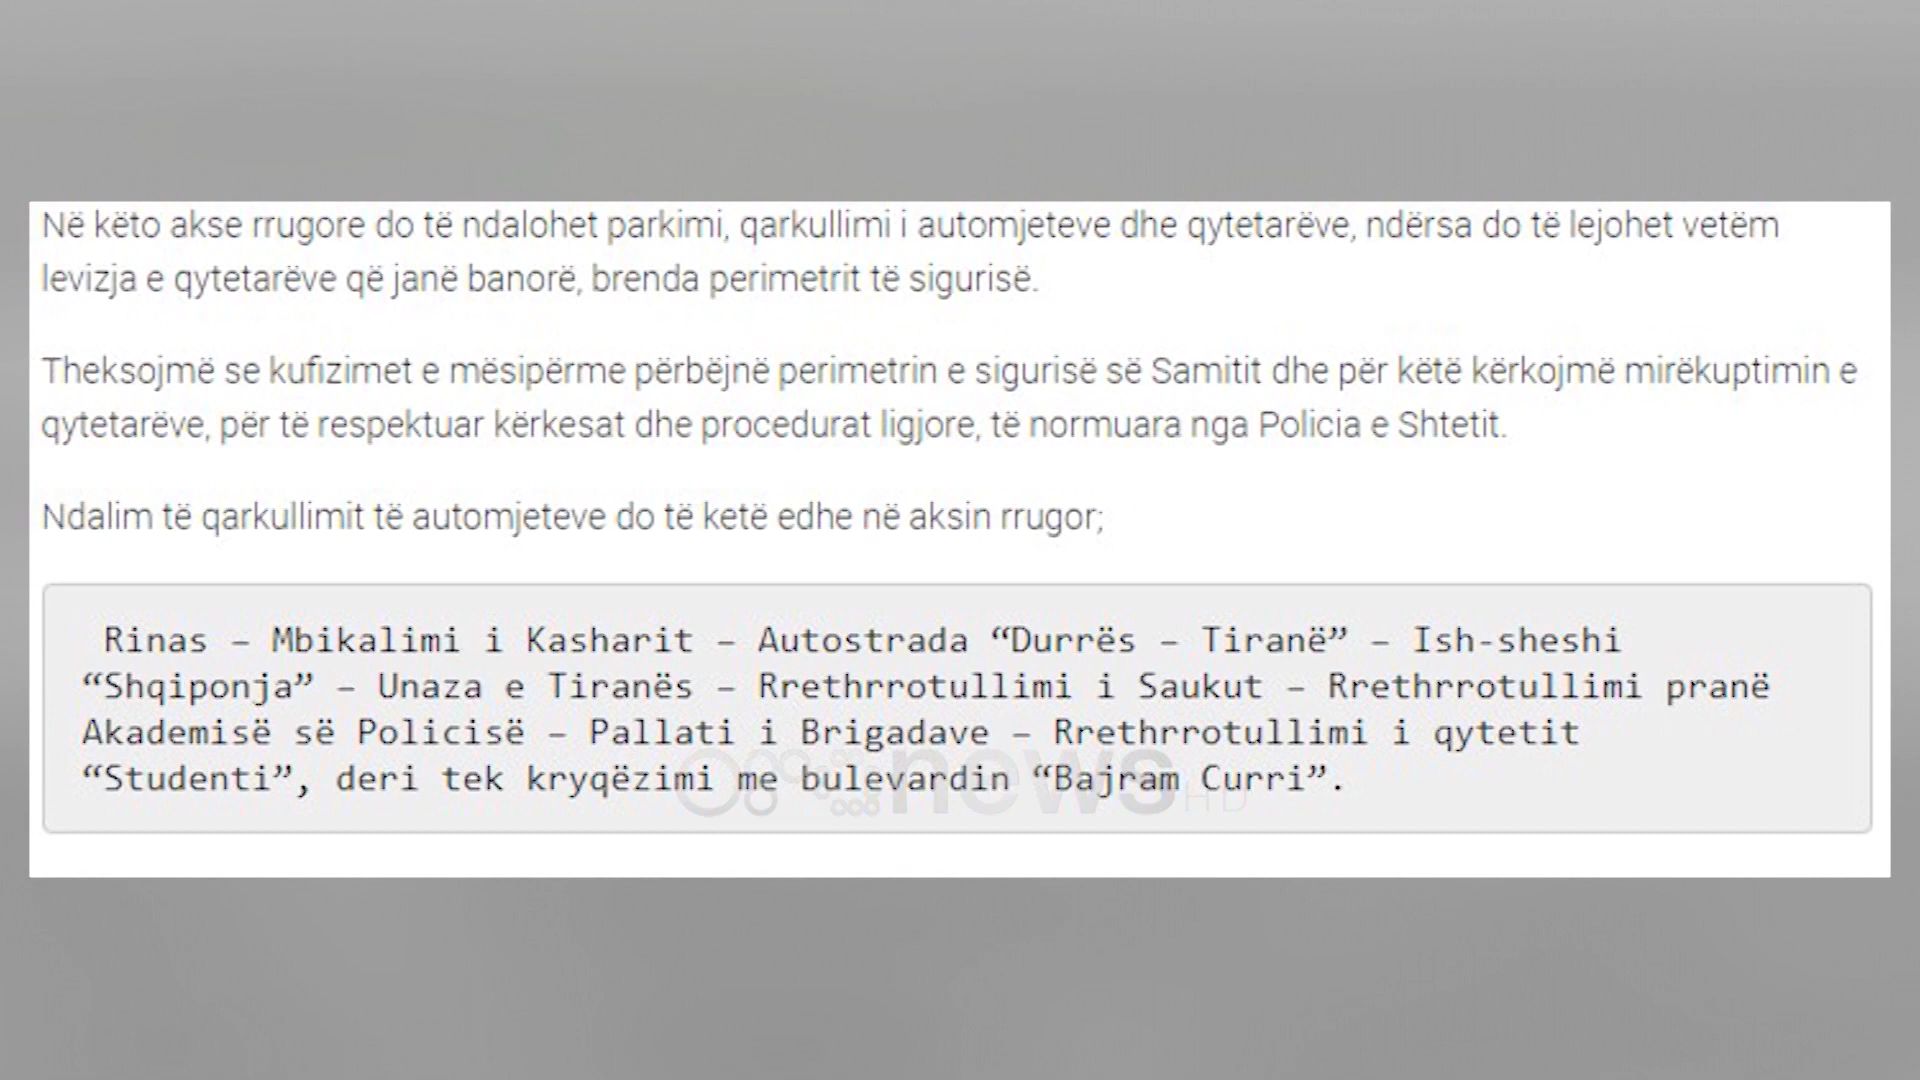 Në këto akse rrugore do të ndalohet parkimi, qarkullimi i automjeteve dhe qytetarëve, ndërsa do të lejohet vetëm
levizja e qytetarëve që janë banorë, brenda perimetrit të sigurisë.
Theksojmë se kufizimet e mësipërme përbëjnë perimetrin e sigurisë së Samitit dhe për këtë kërkojmë mirëkuptimin e
qytetarëve, për të respektuar kërkesat dhe procedurat ligjore, të normuara nga Policia e Shtetit.
Ndalim të qarkullimit të automjeteve do të ketë edhe në aksin rrugor;
Rinas – Mbikalimi i Kasharit – Autostrada “Durrës – Tiranë” – Ish-sheshi
“Shqiponja” – Unaza e Tiranës – Rrethrrotullimi i Saukut – Rrethrrotullimi pranë
Akademisë së Policisë – Pallati i Brigadave – Rrethrrotullimi i qytetit
“Studenti”, deri tek kryqëzimi me bulevardin “Bajram Curri”.
news HD